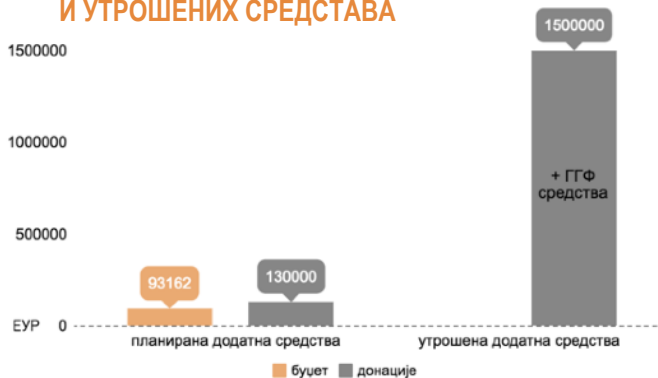 И УТРОШЕНИХ СРЕДСТАВА
1500000
1500000
1000000
+ ГГФ
средства
500000
93162
130000
ЕУР 0
планирана додатна средства
утрошена додатна средства
буџет
донације